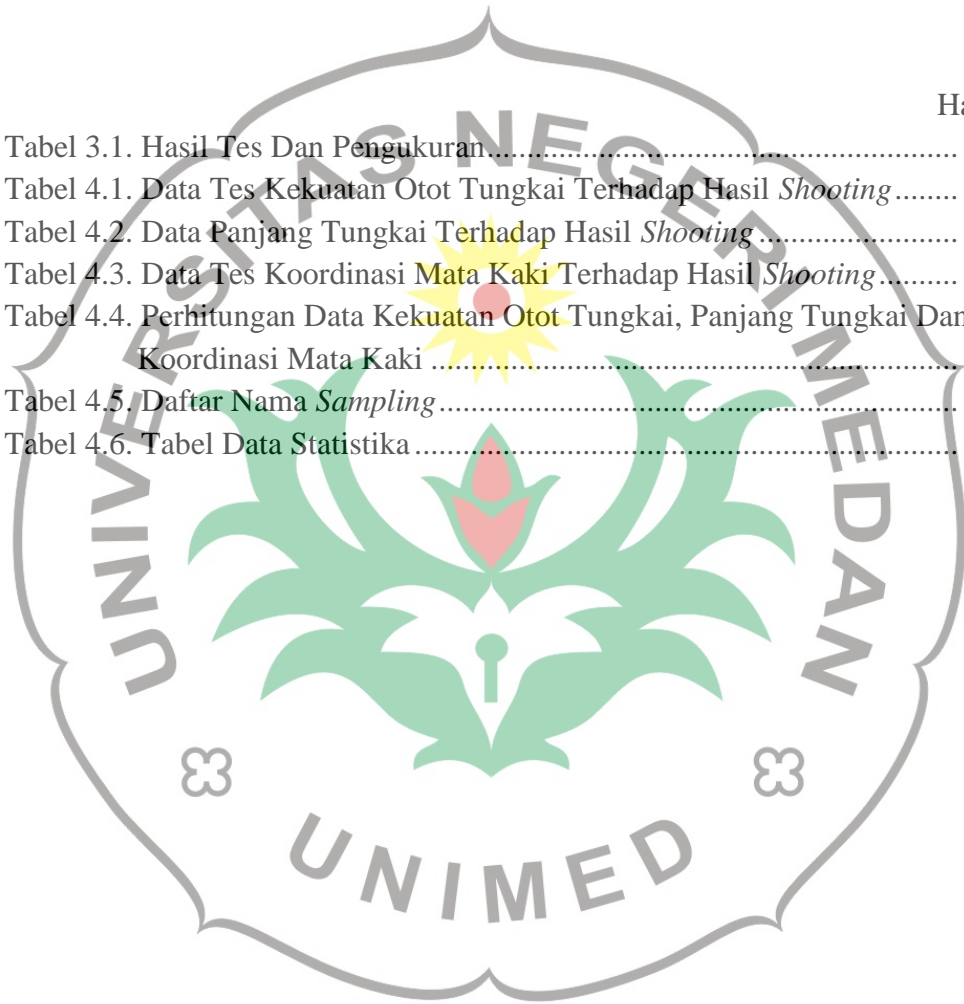 Ha
Tabel 3.1. Hasil Tes Dan Pengukuran..........................................................
Tabel 4.1. Data Tes Kekuatan Otot Tungkai Terhadap Hasil Shooting........
Tabel 4.2. Data Panjang Tungkai Terhadap Hasil Shooting.........................
Tabel 4.3. Data Tes Koordinasi Mata Kaki Terhadap Hasil Shooting..........
Tabel 4.4. Perhitungan Data Kekuatan Otot Tungkai, Panjang Tungkai Dan
Koordinasi Mata Kaki.................................................................
Tabel 4.5. Daftar Nama Sampling................................................................
Tabel 4.6. Tabel Data Statistika...................................................................
UNIVERSITAS NEGERI MEDAN
UNIMED